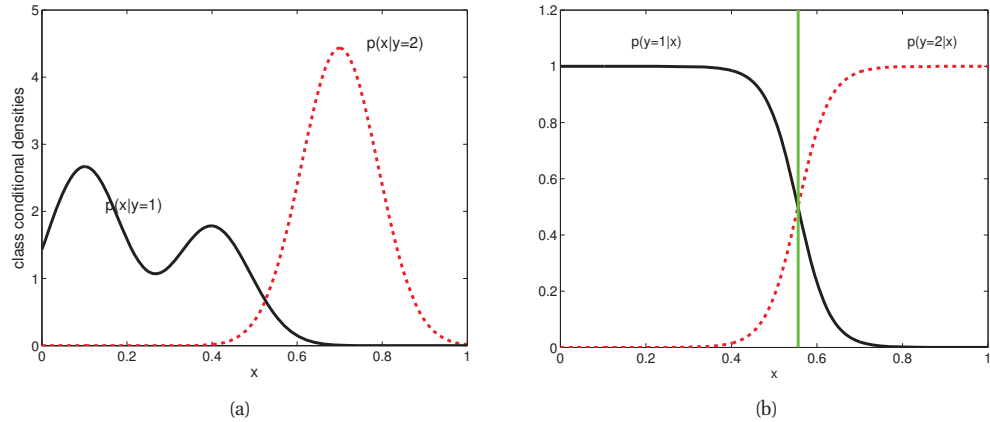 5
4
3
2
1
0
class conditional densities
p(x|y=1)
p(x|y=2)
0 0.2 0.4 0.6 0.8 1
x
(a)
1.2
1
0.8
0.6
0.4
0.2
0
p(y=1|x)
p(y=2|x)
0 0.2 0.4 0.6 0.8 1
x
(b)